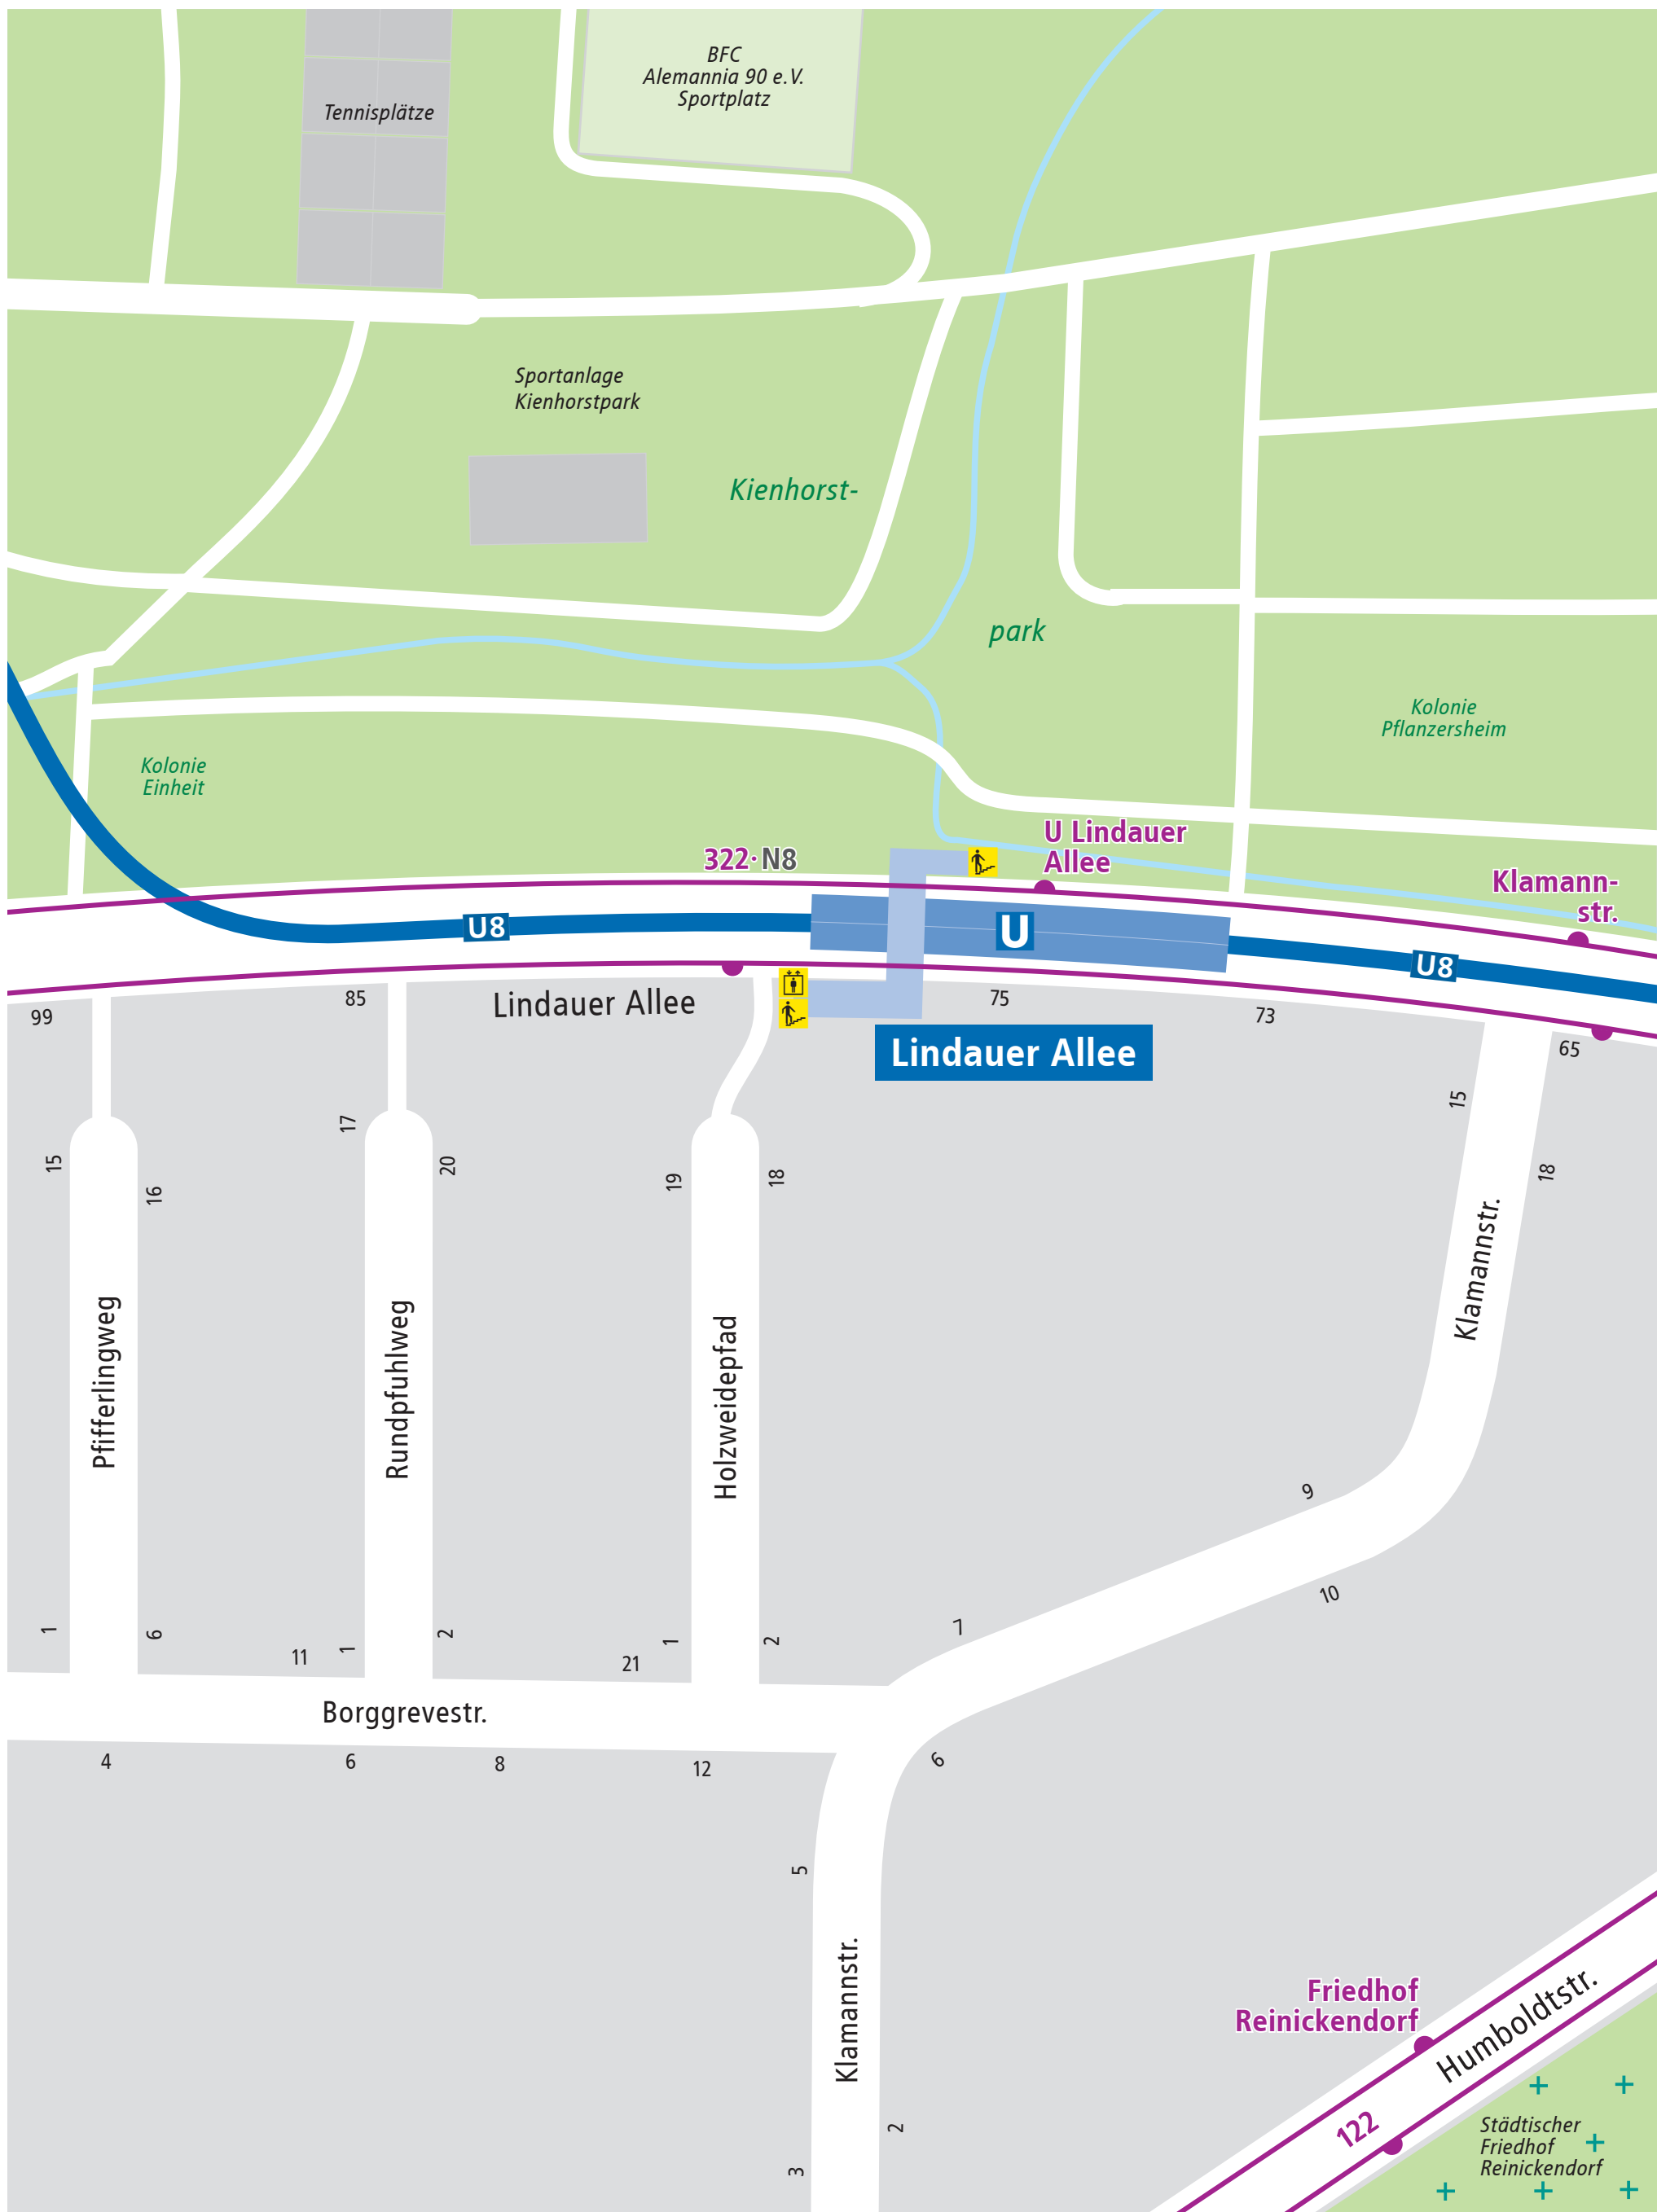 BFC
Alemannia 90 e.V.
Sportplatz
Tennisplätze
Sportanlage
Kienhorstpark
Kienhorst-
park
Kolonie
Pflanzersheim
Kolonie
Einheit
U Lindauer
Allee
322·N8
Klamann-
str.
U8
U
U8
99
85
Lindauer Allee
75
73
65
Lindauer Allee
15
16
17
20
19
18
15
18
Pfifferlingweg
Rundpfuhlweg
Holzweidepfad
Klamannstr.
9
10
7
1
6
11
1
2
21
1
2
Borggrevestr.
4
6
8
12
6
5
Klamannstr.
2
3
Friedhof
Reinickendorf
Humboldtstr.
122
Städtischer
Friedhof
Reinickendorf